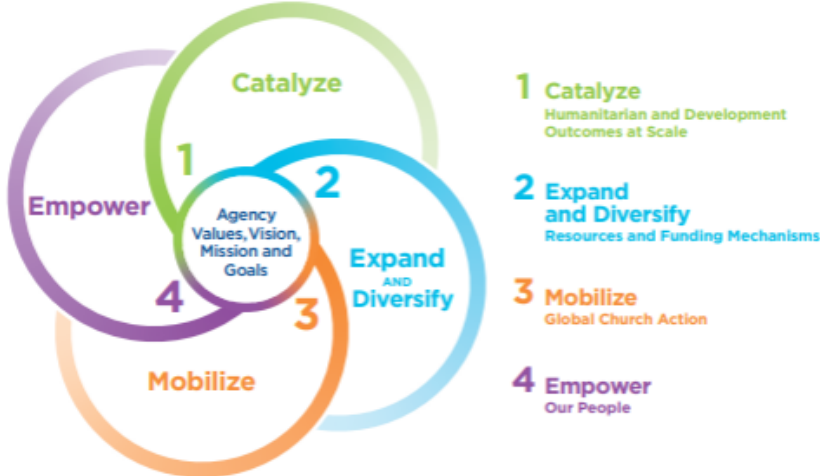 Catalyze
1
2
Empower
Agency
Values, Vision,
Mission and
Goals
Expand
AND
Diversify
4
3
Mobilize
1 Catalyze
Humanitarian and Development
Outcomes at Scale
2 Expand
and Diversify
Resources and Funding Mechanisms
3 Mobilize
Global Church Action
4 Empower
Our People